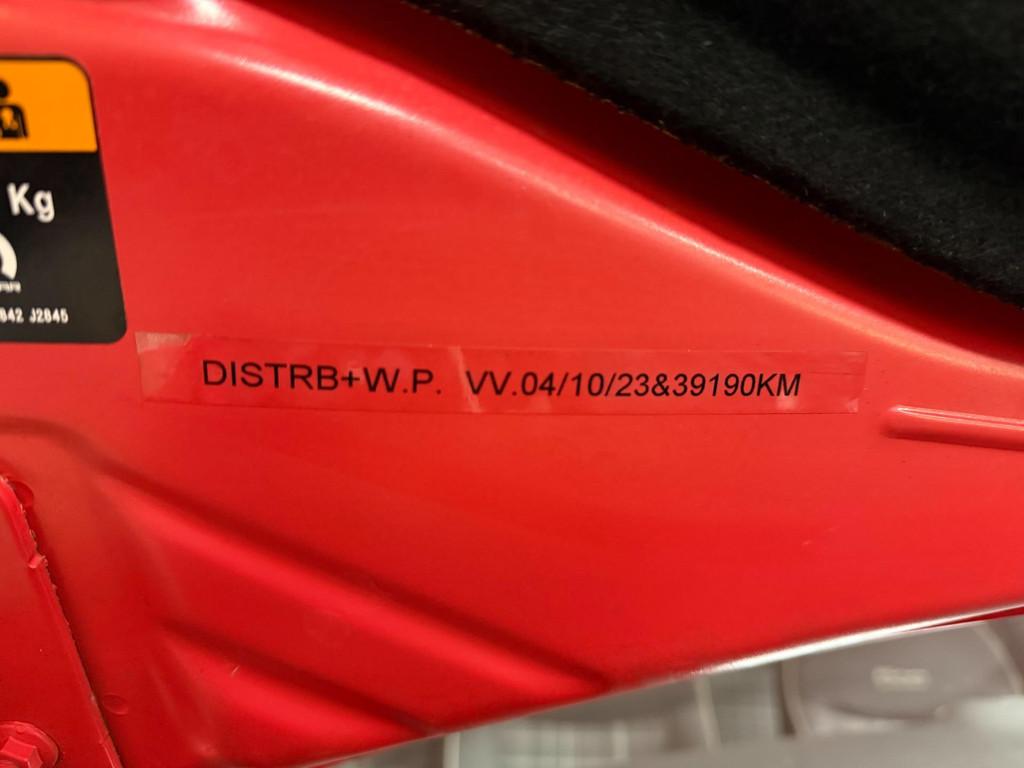 Kg
842 J2845
DISTRB+W.P. VV.04/10/23&39190KM